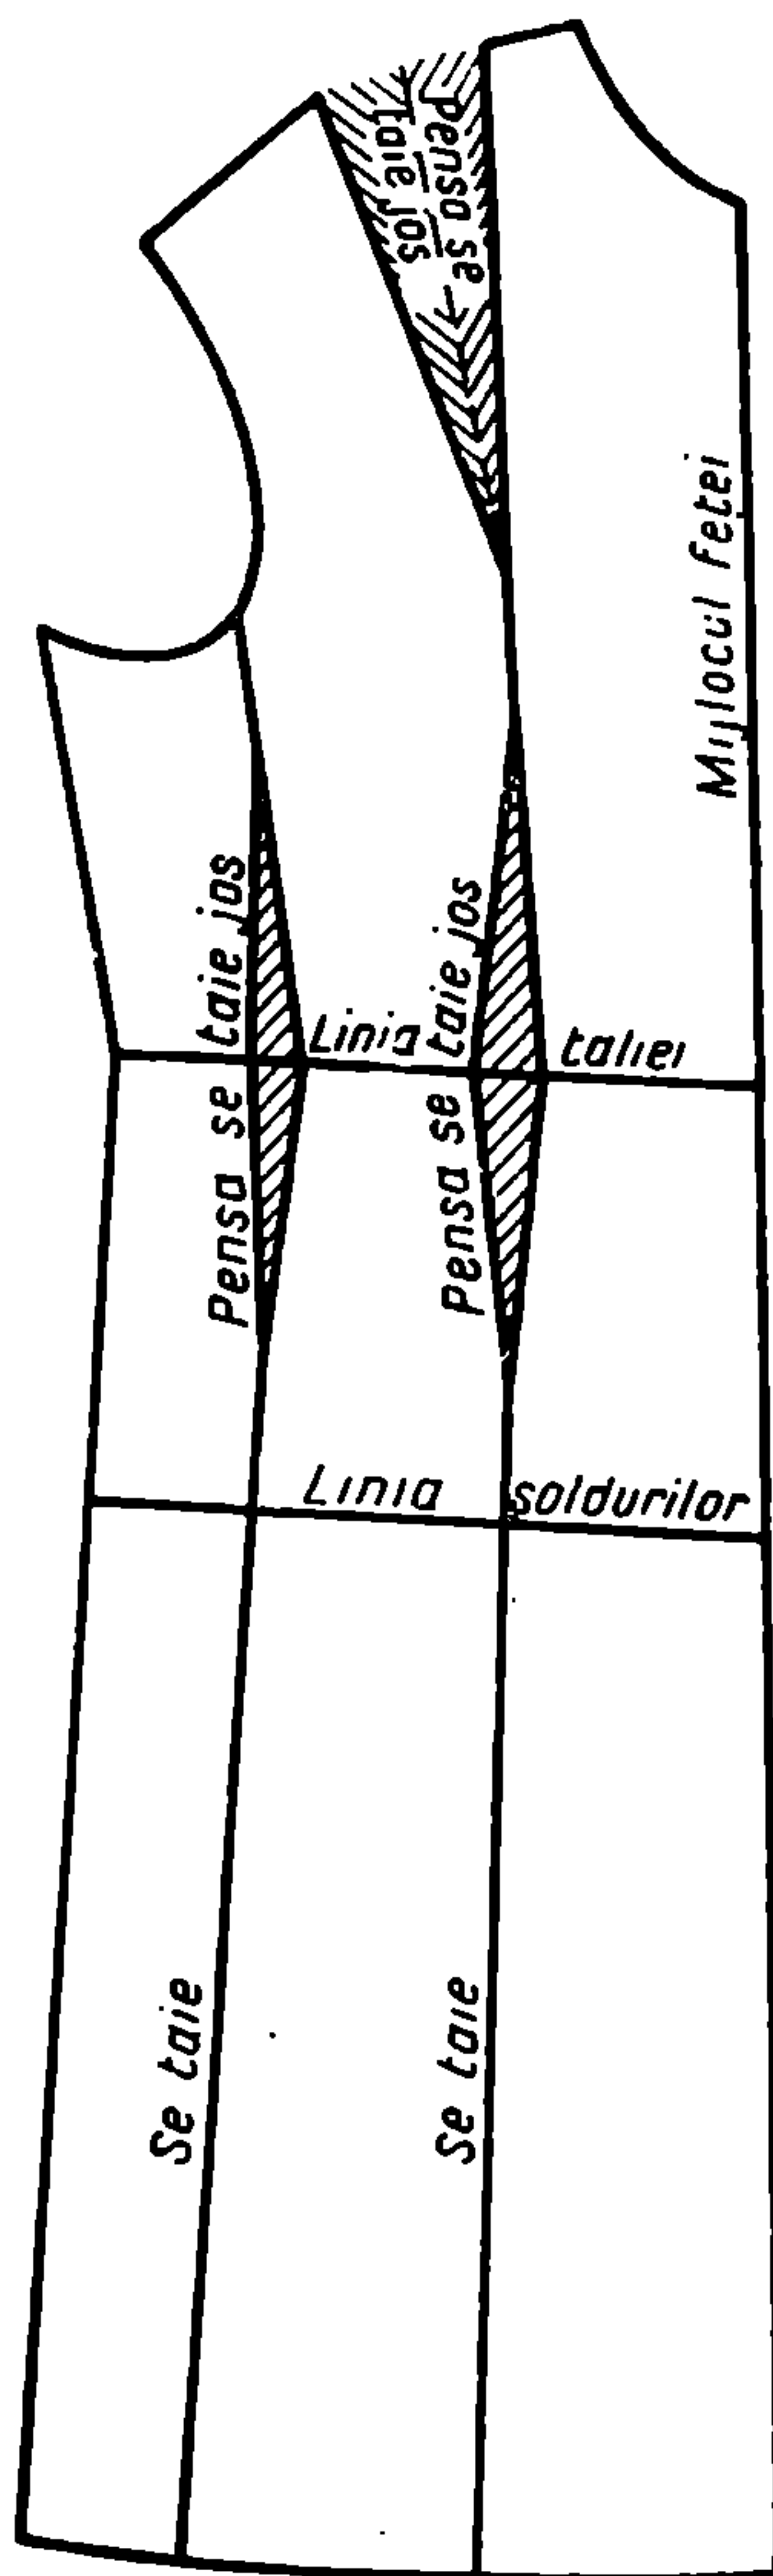 Pensa se
taie jos
Mijlocul fetei
Pensa se taie jos
Pensa se taie jos
Linia taliei
Linia soldurilor
Se taie
Se taie